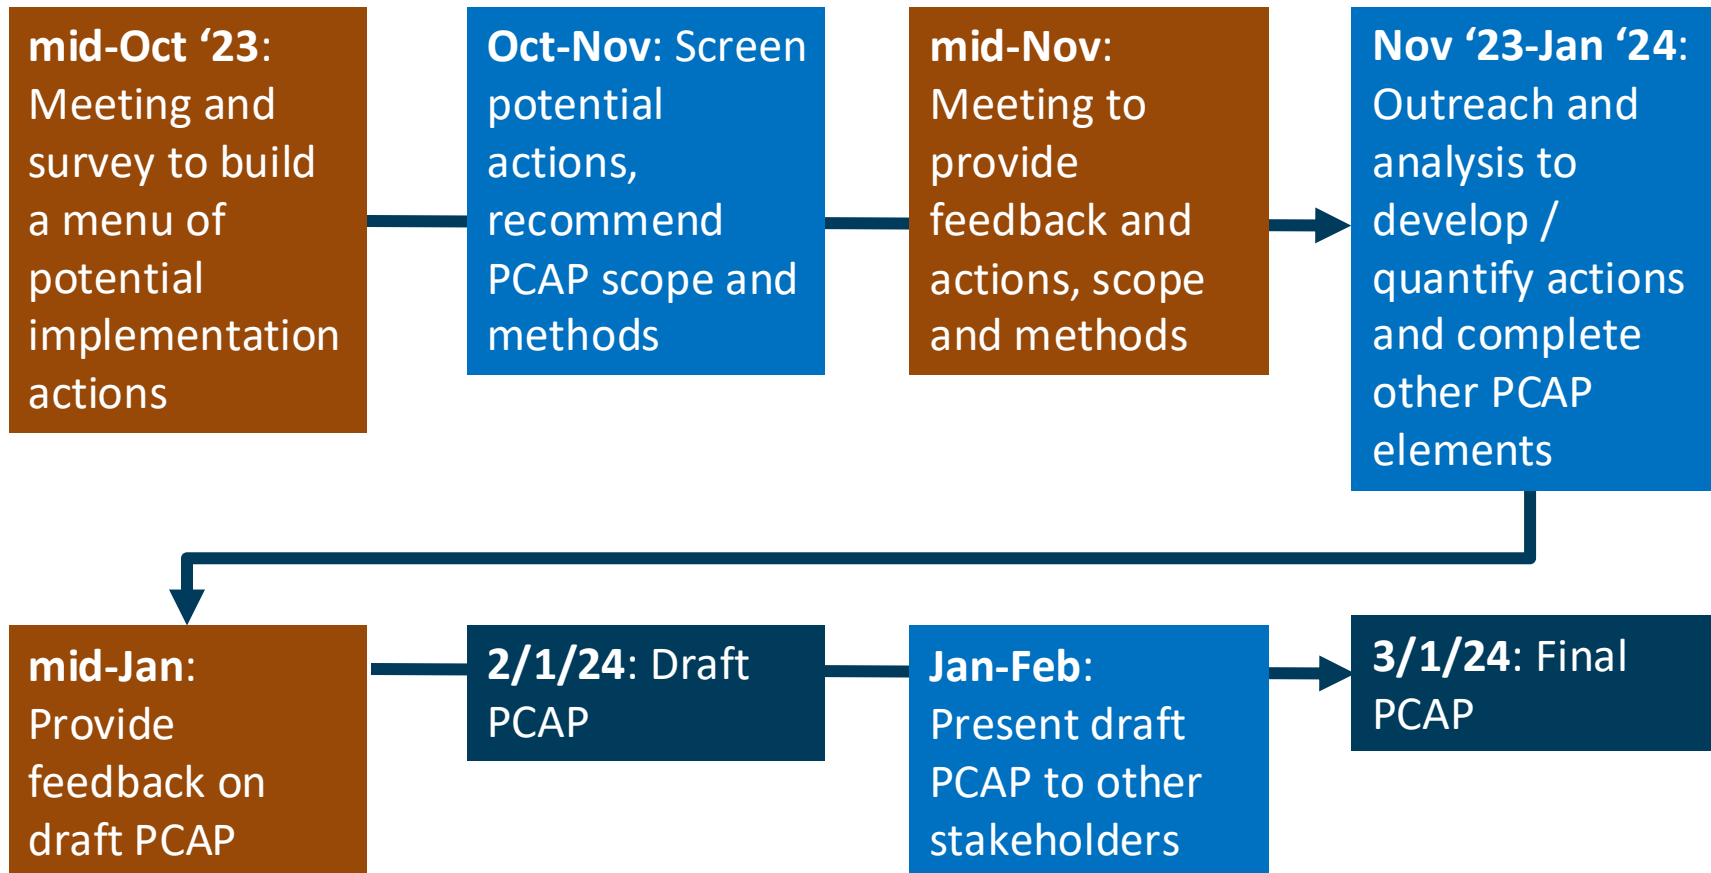 mid-Oct ‘23:
Meeting and
survey to build
a menu of
potential
implementation
actions
Oct-Nov: Screen
potential
actions,
recommend
PCAP scope and
methods
mid-Nov:
Meeting to
provide
feedback and
actions, scope
and methods
Nov ‘23-Jan ‘24:
Outreach and
analysis to
develop /
quantify actions
and complete
other PCAP
elements
mid-Jan:
Provide
feedback on
draft PCAP
2/1/24: Draft
PCAP
Jan-Feb:
Present draft
PCAP to other
stakeholders
3/1/24: Final
PCAP